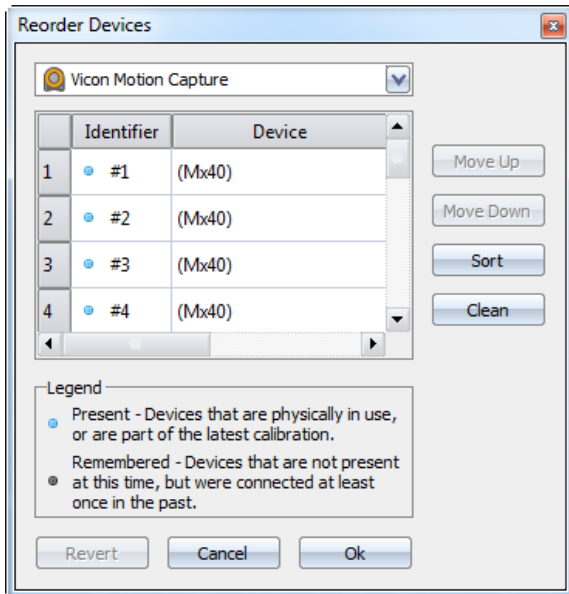 Reorder Devices
Vicon Motion Capture
Identifier Device
1 #1 (Mx40)
2 #2 (Mx40)
3 #3 (Mx40)
4 #4 (Mx40)
Move Up
Move Down
Sort
Clean
Legend
Present - Devices that are physically in use,
or are part of the latest calibration.
Remembered - Devices that are not present
at this time, but were connected at least
once in the past.
Revert Cancel Ok